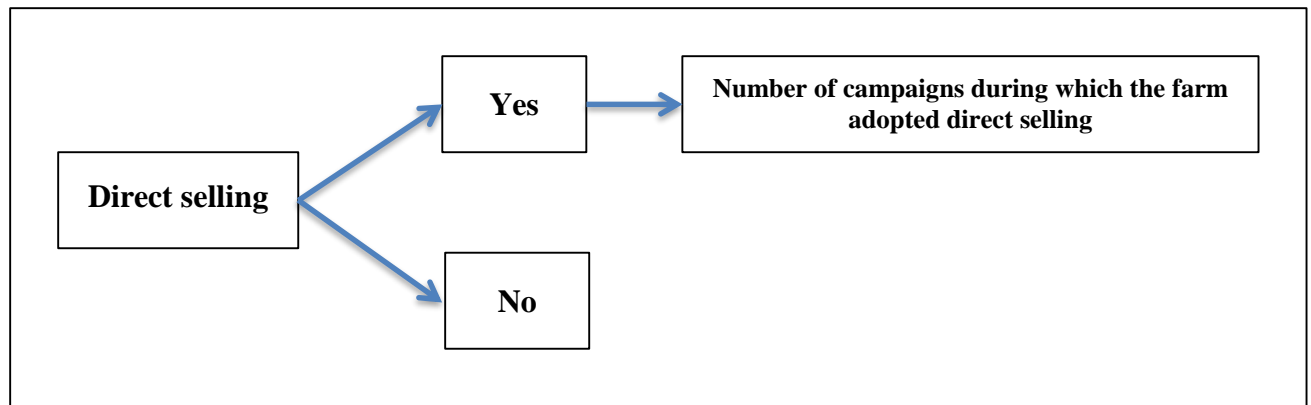 Yes
Number of campaigns during which the farm
adopted direct selling
Direct selling
No